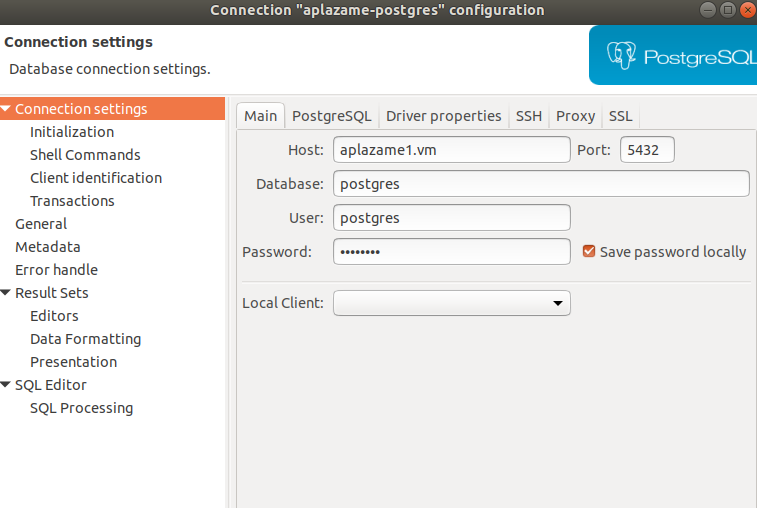 Connection "aplazame-postgres" configuration
Connection settings
Database connection settings.
PostgreSQL
Connection settings
Initialization
Shell Commands
Client identification
Transactions
General
Metadata
Error handle
Result Sets
Editors
Data Formatting
Presentation
SQL Editor
SQL Processing
Main PostgreSQL Driver properties SSH Proxy SSL
Host: aplazame1.vm Port: 5432
Database: postgres
User: postgres
Password: •••••••• Save password locally
Local Client: